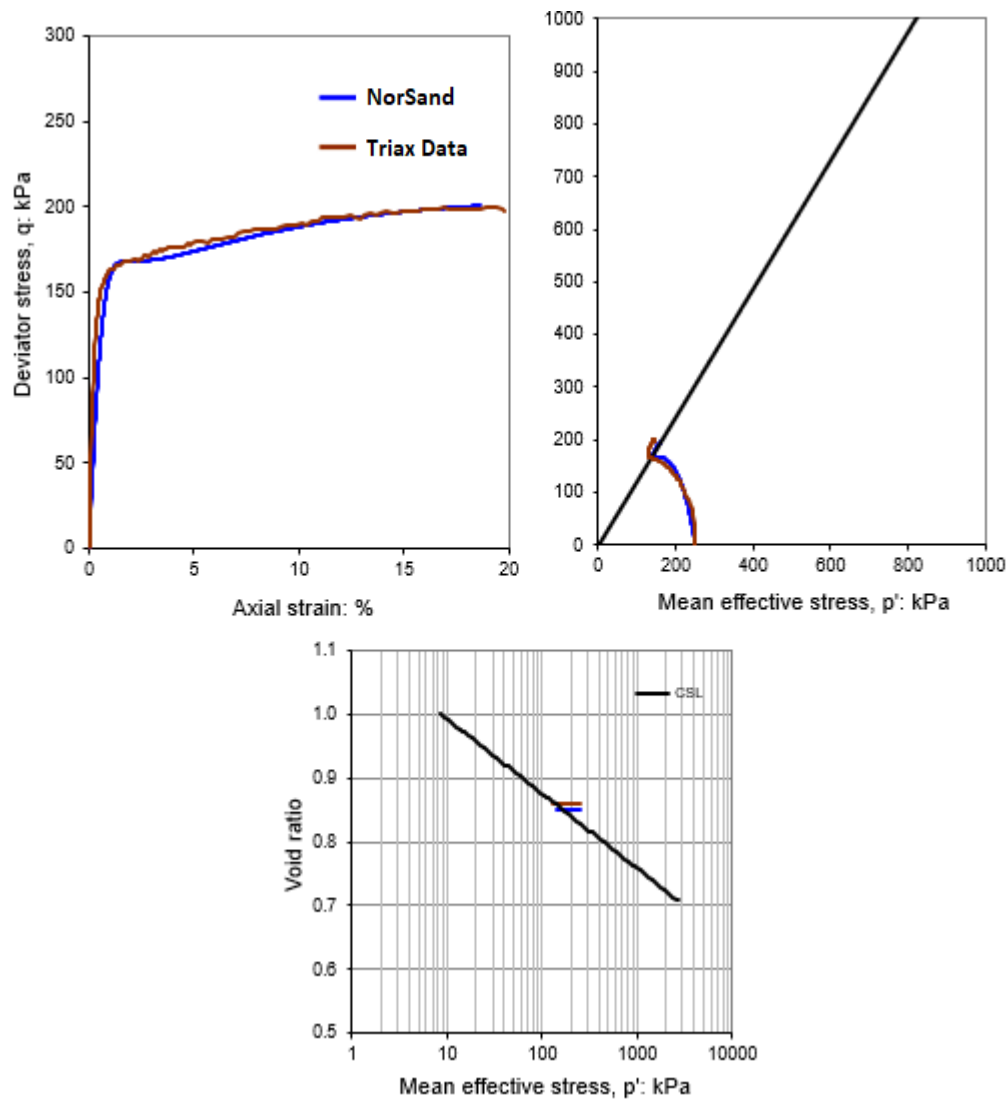 300
250
200
150
100
50
0
0 5 10 15 20
Deviator stress, q: kPa
Axial strain: %
NorSand
Triax Data
1000
900
800
700
600
500
400
300
200
100
0
0 200 400 600 800 1000
Mean effective stress, p': kPa
1.1
1.0
0.9
0.8
0.7
0.6
0.5
1 10 100 1000 10000
Void ratio
Mean effective stress, p': kPa
CSL